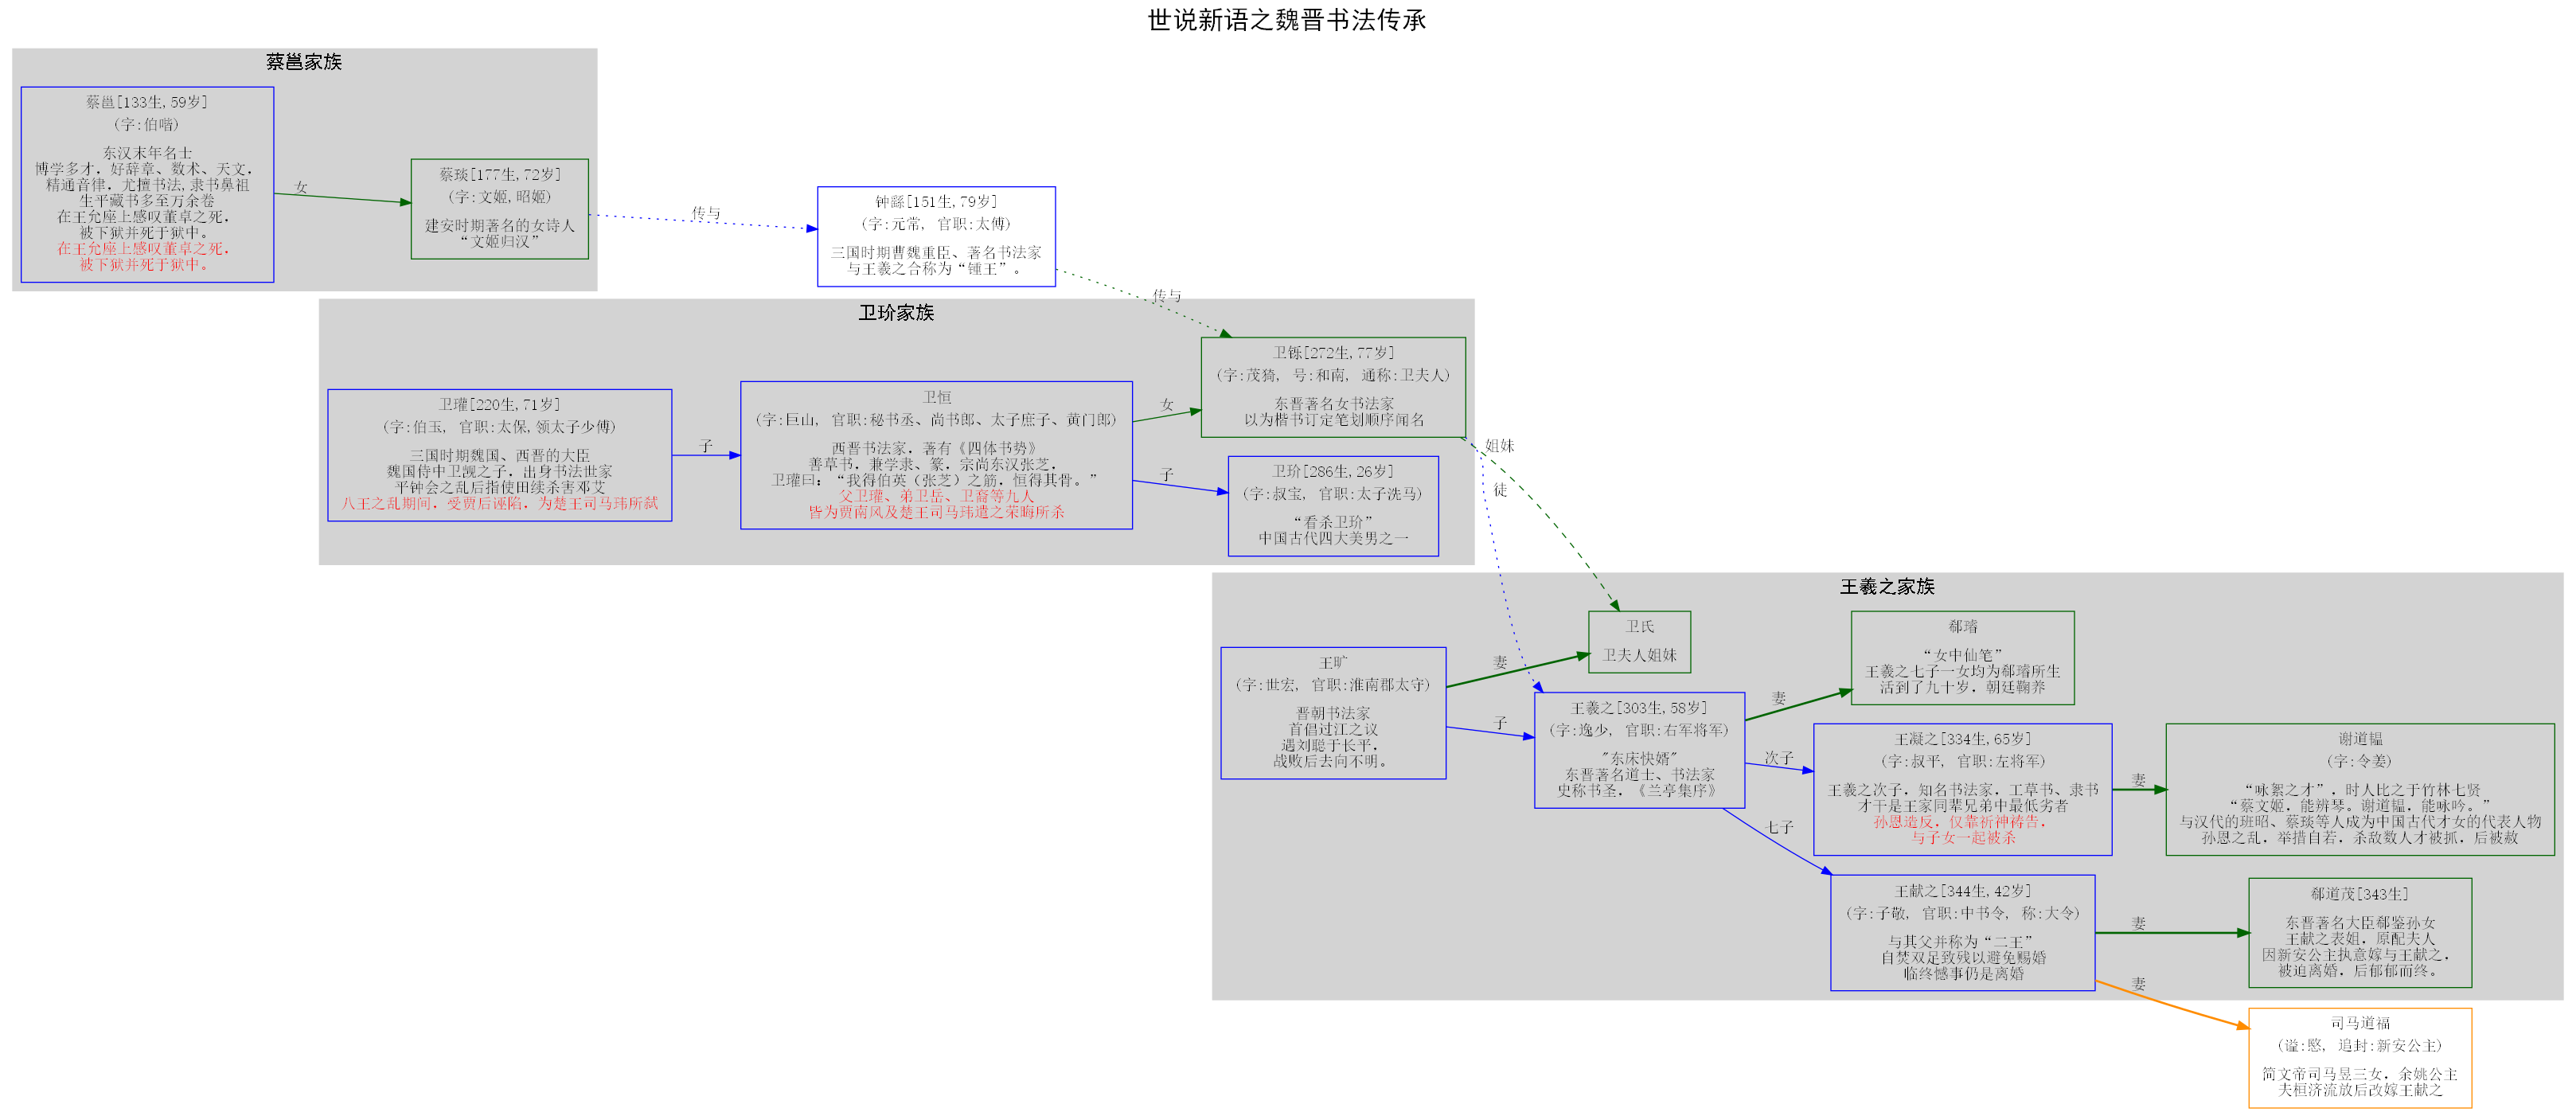 世说新语之魏晋书法传承
蔡邕家族
蔡邕[133生,59岁]
(字:伯喈)
东汉末年名士
博学多才，好辞章、数术、天文，
精通音律，尤擅书法,隶书鼻祖
生平藏书多至万余卷
在王允座上感叹董卓之死，
被下狱并死于狱中。
在王允座上感叹董卓之死，
被下狱并死于狱中。
女
蔡琰[177生,72岁]
(字:文姬,昭姬)
建安时期著名的女诗人
“文姬归汉”
传与
钟繇[151生,79岁]
(字:元常, 官职:太傅)
三国时期曹魏重臣、著名书法家
与王羲之合称为“锺王”。
传与
卫玠家族
卫瓘[220生,71岁]
(字:伯玉, 官职:太保,领太子少傅)
三国时期魏国、西晋的大臣
魏国侍中卫觊之子，出身书法世家
平钟会之乱后指使田续杀害邓艾
八王之乱期间，受贾后诬陷，为楚王司马玮所弑
子
卫恒
(字:巨山, 官职:秘书丞、尚书郎、太子庶子、黄门郎)
西晋书法家，著有《四体书势》
善草书，兼学隶、篆，宗尚东汉张芝，
卫瓘曰：“我得伯英（张芝）之筋，恒得其骨。”
父卫瓘、弟卫岳、卫裔等九人
皆为贾南风及楚王司马玮遣之荣晦所杀
女
卫铄[272生,77岁]
(字:茂猗, 号:和南, 通称:卫夫人)
东晋著名女书法家
以为楷书订定笔划顺序闻名
子
卫玠[286生,26岁]
(字:叔宝, 官职:太子洗马)
“看杀卫玠”
中国古代四大美男之一
姐妹
徒
王羲之家族
王旷
(字:世宏, 官职:淮南郡太守)
晋朝书法家
首倡过江之议
遇刘聪于长平，
战败后去向不明。
妻
卫氏
卫夫人姐妹
子
王羲之[303生,58岁]
(字:逸少, 官职:右军将军)
"东床快婿"
东晋著名道士、书法家
史称书圣，《兰亭集序》
妻
郗璿
“女中仙笔”
王羲之七子一女均为郗璿所生
活到了九十岁，朝廷鞠养
次子
王凝之[334生,65岁]
(字:叔平, 官职:左将军)
王羲之次子，知名书法家，工草书、隶书
才干是王家同辈兄弟中最低劣者
孙恩造反，仅靠祈神祷告，
与子女一起被杀
妻
谢道韫
(字:令姜)
“咏絮之才”，时人比之于竹林七贤
“蔡文姬，能辨琴。谢道韫，能咏吟。”
与汉代的班昭、蔡琰等人成为中国古代才女的代表人物
孙恩之乱，举措自若，杀敌数人才被抓，后被赦
七子
王献之[344生,42岁]
(字:子敬, 官职:中书令, 称:大令)
与其父并称为“二王”
自焚双足致残以避免赐婚
临终憾事仍是离婚
妻
郗道茂[343生]
东晋著名大臣郗鉴孙女
王献之表姐，原配夫人
因新安公主执意嫁与王献之，
被迫离婚，后郁郁而终。
妻
司马道福
(谥:愍, 追封:新安公主)
简文帝司马昱三女，余姚公主
夫桓济流放后改嫁王献之